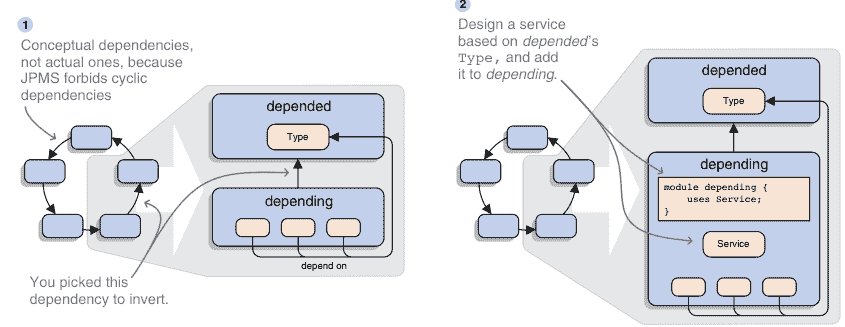 1
Conceptual dependencies,
not actual ones, because
JPMS forbids cyclic
dependencies
depended
Type
depending
depend on
You picked this
dependency to invert.
2
Design a service
based on depended's
Type, and add
it to depending.
depended
Type
depending
module depending {
uses Service;
}
Service